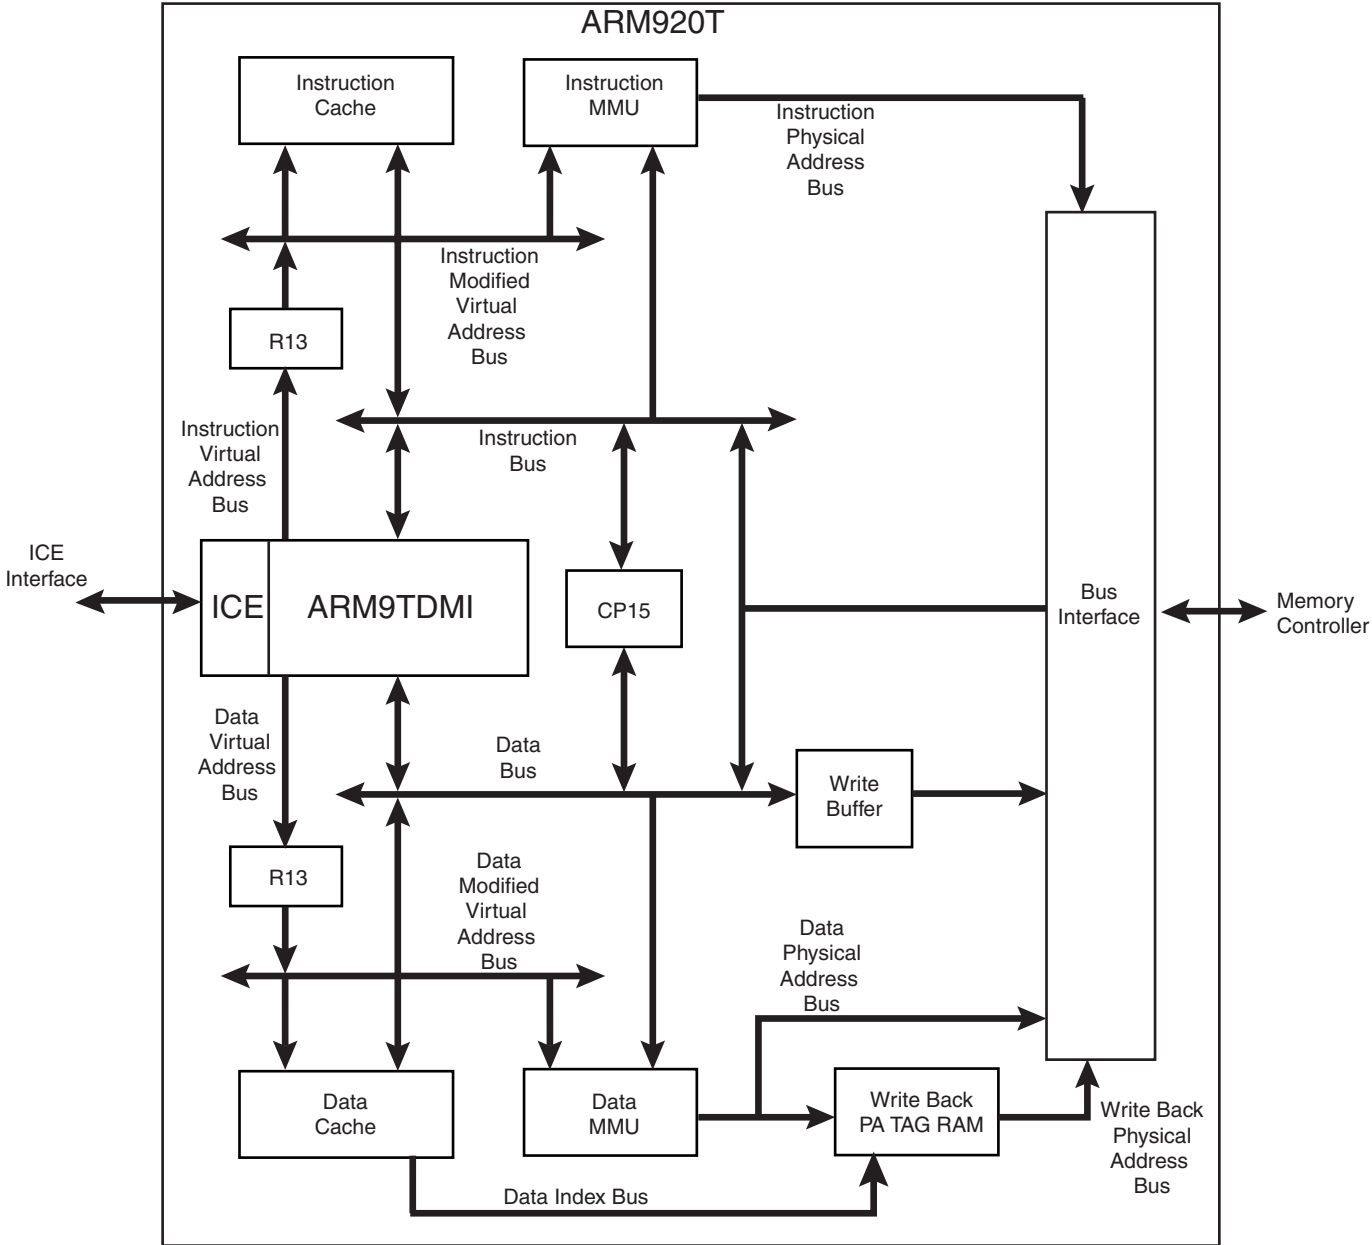 ARM920T
Instruction
Cache
Instruction
MMU
Instruction
Physical
Address
Bus
Instruction
Modified
Virtual
Address
Bus
R13
Instruction
Virtual
Address
Bus
Instruction
Bus
ICE
Interface
ICE
ARM9TDMI
CP15
Bus
Interface
Memory
Controller
Data
Virtual
Address
Bus
Data
Bus
Write
Buffer
R13
Data
Modified
Virtual
Address
Bus
Data
Physical
Address
Bus
Data
Cache
Data
MMU
Write Back
PA TAG RAM
Write Back
Physical
Address
Bus
Data Index Bus